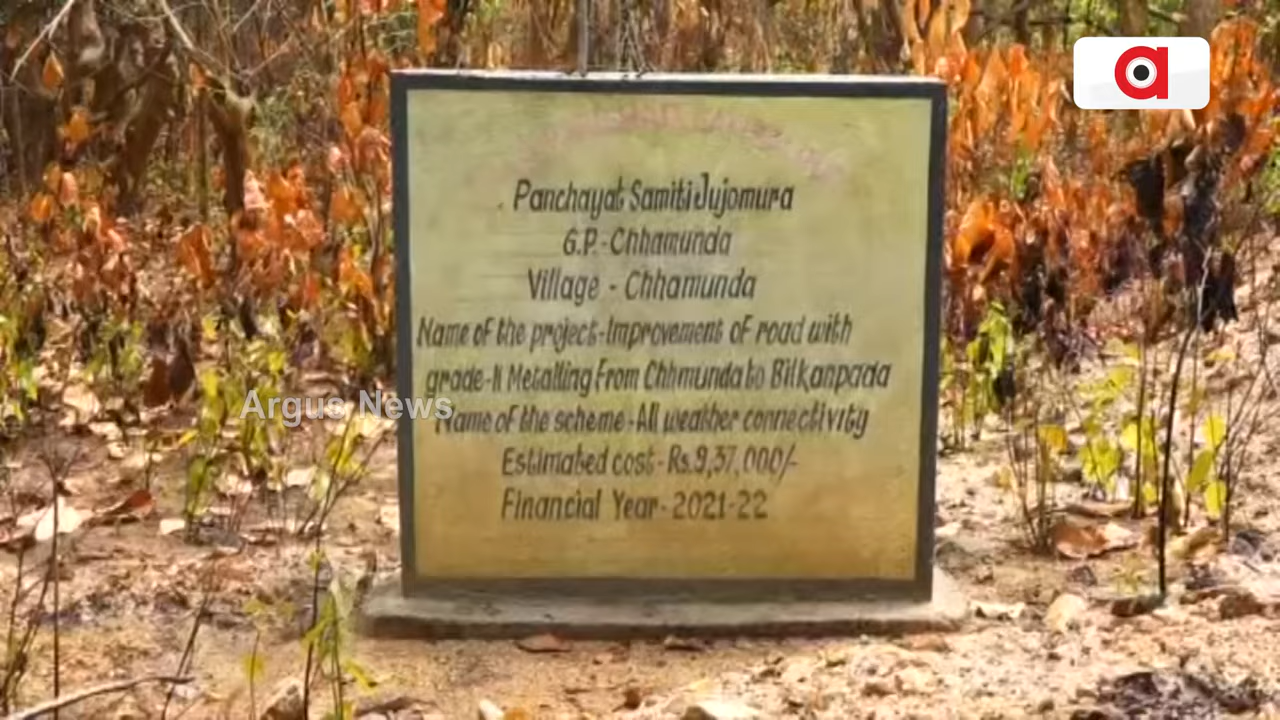 Panchayat Samiti Jujomura
G.P. - Chhamunda
Village - Chhamunda
Name of the project - Improvement of road with
grade-II Metalling From Chhmunda to Bilkanpada
Name of the scheme - All weather connectivity
Estimated cost - Rs.9,37,000/-
Financial Year - 2021-22
Argus News
a